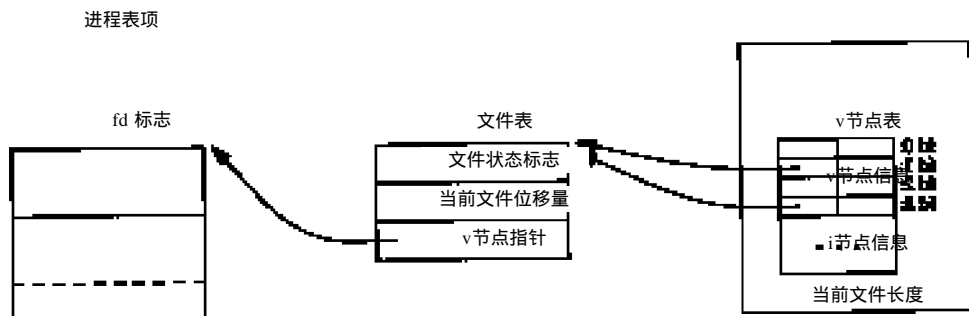 进程表项
fd 标志
文件表
v节点表
文件状态标志
当前文件位移量
v节点指针
v节点信息
i节点信息
当前文件长度